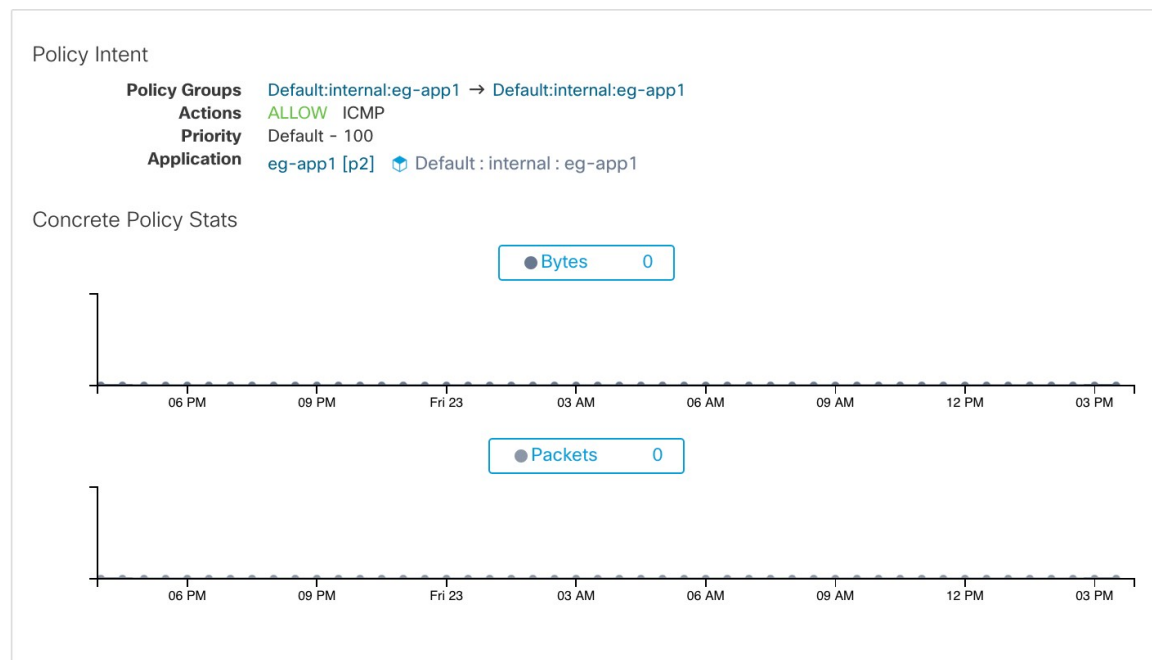 Policy Intent
Policy Groups Default:internal:eg-app1 → Default:internal:eg-app1
Actions ALLOW ICMP
Priority Default - 100
Application eg-app1 [p2] Default : internal : eg-app1
Concrete Policy Stats
Bytes 0
06 PM 09 PM Fri 23 03 AM 06 AM 09 AM 12 PM 03 PM
Packets 0
06 PM 09 PM Fri 23 03 AM 06 AM 09 AM 12 PM 03 PM